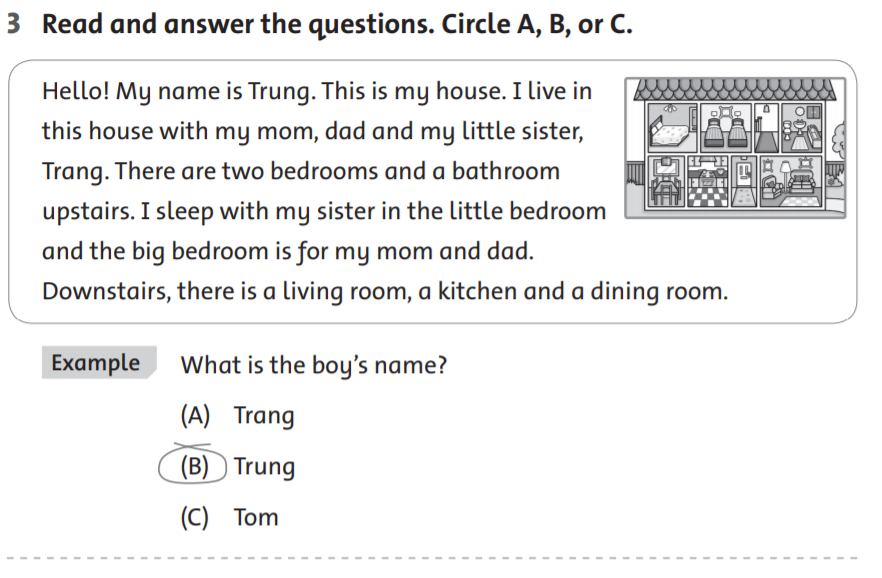 3 Read and answer the questions. Circle A, B, or C.
Hello! My name is Trung. This is my house. I live in
this house with my mom, dad and my little sister,
Trang. There are two bedrooms and a bathroom
upstairs. I sleep with my sister in the little bedroom
and the big bedroom is for my mom and dad.
Downstairs, there is a living room, a kitchen and a dining room.
Example What is the boy's name?
(A) Trang
(B) Trung
(C) Tom